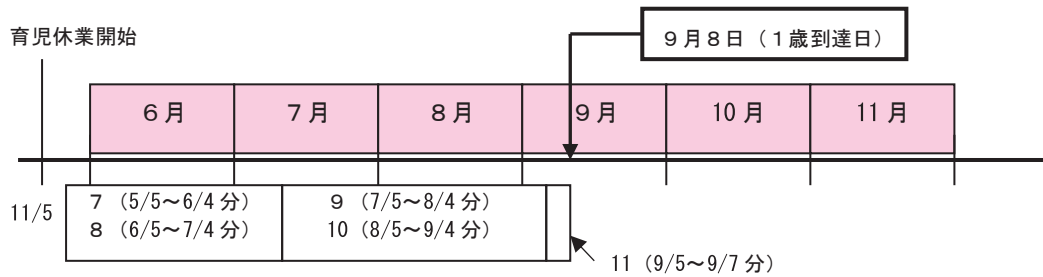 育児休業開始
９月８日（１歳到達日）
６月
７月
８月
９月
10月
11月
11/5
７（5/5～6/4 分）
８（6/5～7/4 分）
９（7/5～8/4 分）
10（8/5～9/4 分）
11（9/5～9/7 分）